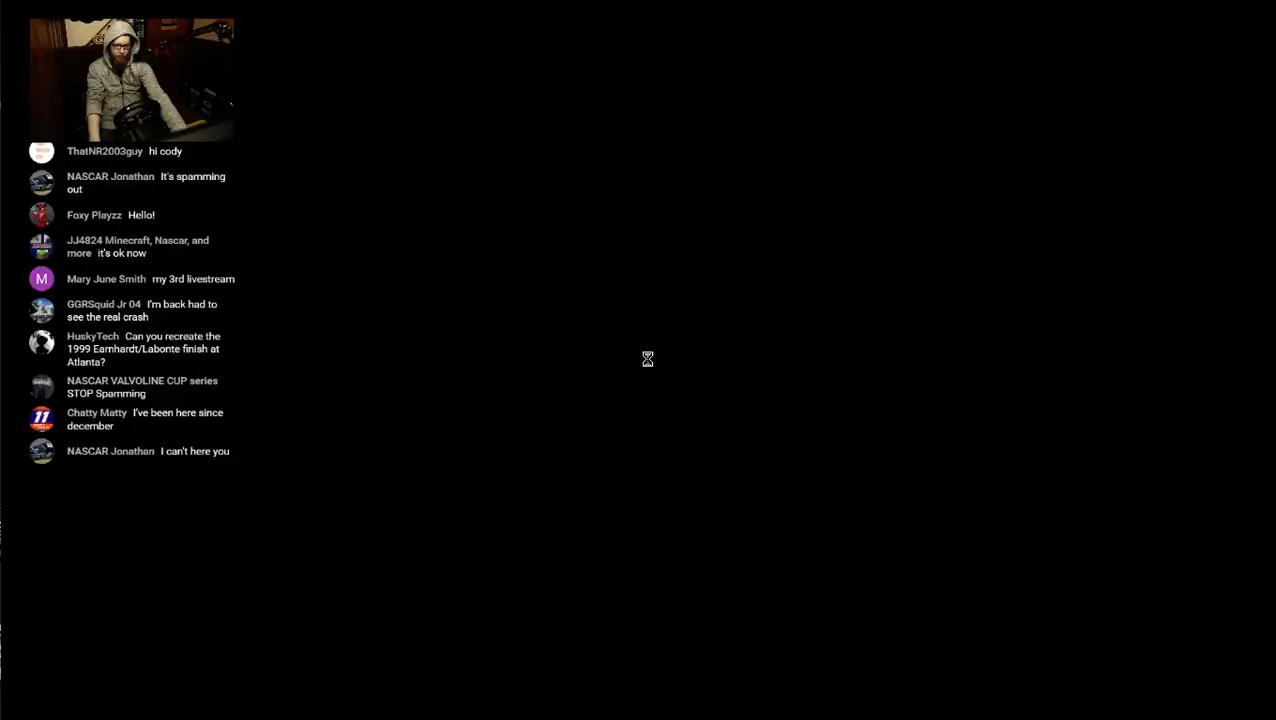 ThatNR2003guy hi cody
NASCAR Jonathan It's spamming
out
Foxy Playzz Hello!
JJ4824 Minecraft, Nascar, and
more it's ok now
M
Mary June Smith my 3rd livestream
GGRSquid Jr 04 I'm back had to
see the real crash
HuskyTech Can you recreate the
1999 Earnhardt/Labonte finish at
Atlanta?
NASCAR VALVOLINE CUP series
STOP Spamming
11
Chatty Matty I've been here since
december
NASCAR Jonathan I can't here you